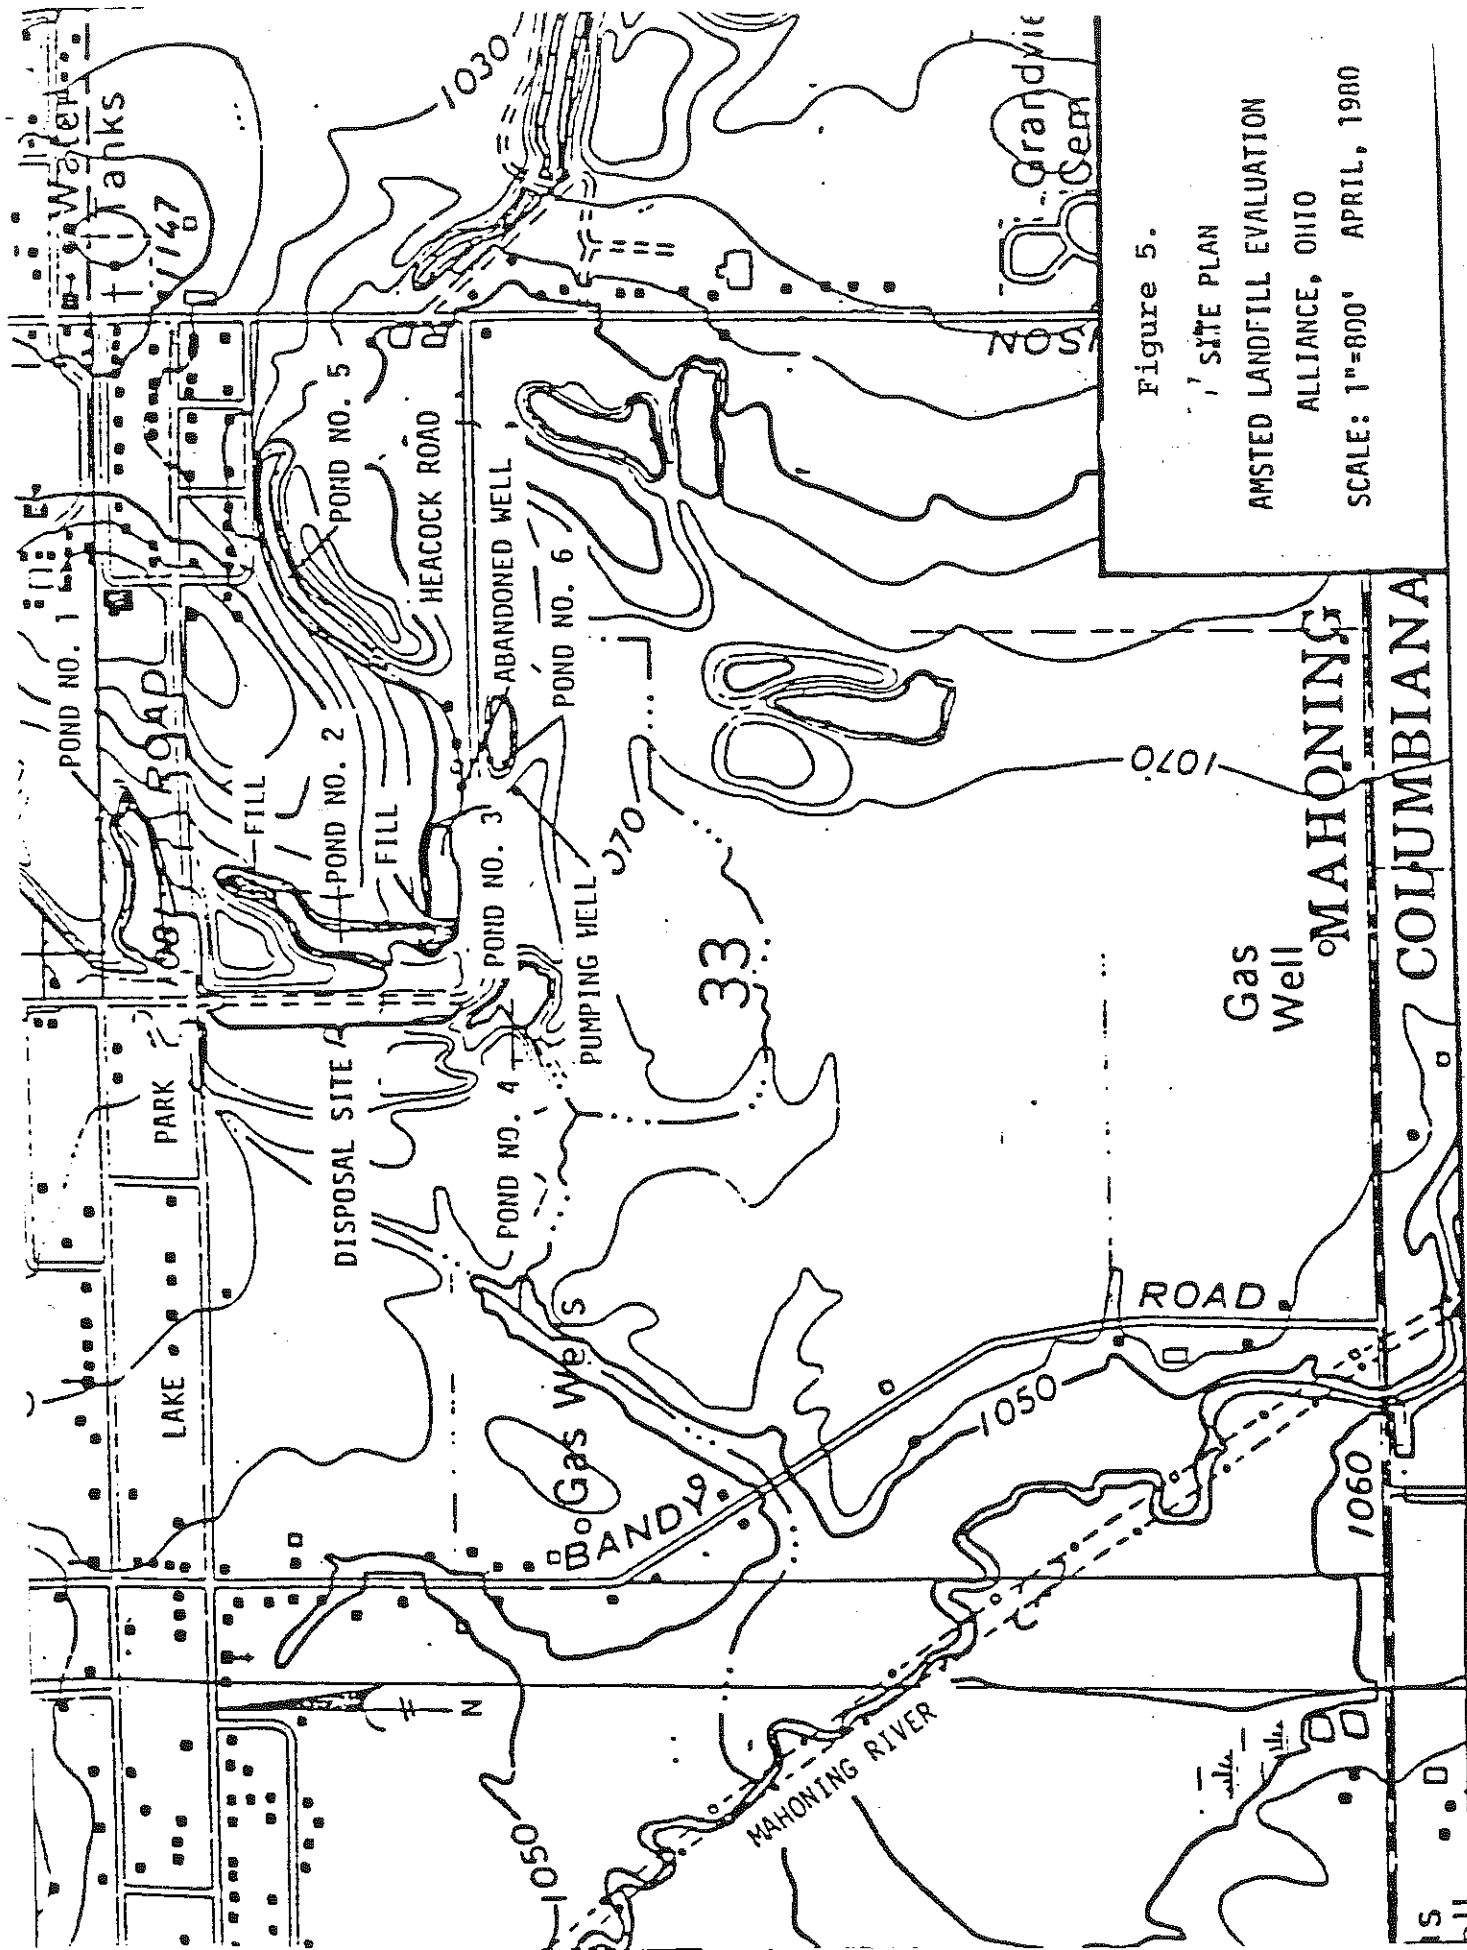 Water
Tanks
1147
1030
POND NO. 1
ROAD
FILL
POND NO. 2
FILL
POND NO. 5
HEACOCK ROAD
ABANDONED WELL
POND NO. 6
POND NO. 3
PUMPING WELL
POND NO. 4
DISPOSAL SITE
PARK
LAKE
33
1070
Gas
Well
MAHONING
COLUMBIANA
Gas Wells
BANDY
ROAD
1050
1060
1050
MAHONING RIVER
N
Cem
Figure 5.
SITE PLAN
AMSTED LANDFILL EVALUATION
ALLIANCE, OHIO
SCALE: 1"=800' APRIL, 1980